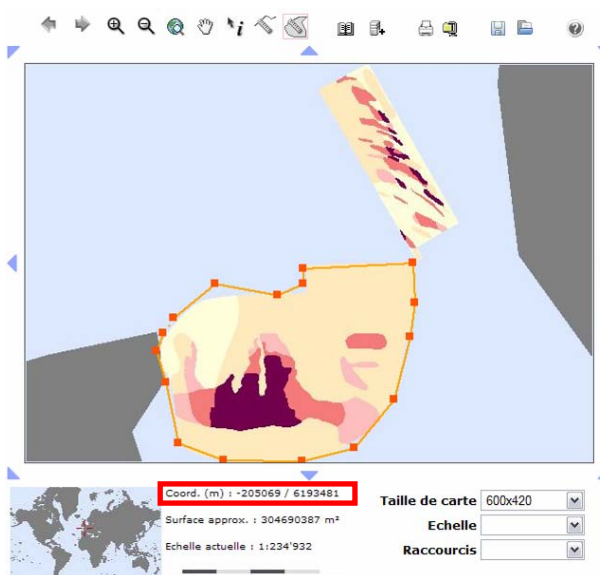 i
Coord. (m) : -205069 / 6193481
Taille de carte 600x420
Surface approx. : 304690387 m²
Echelle
Echelle actuelle : 1:234'932
Raccourcis